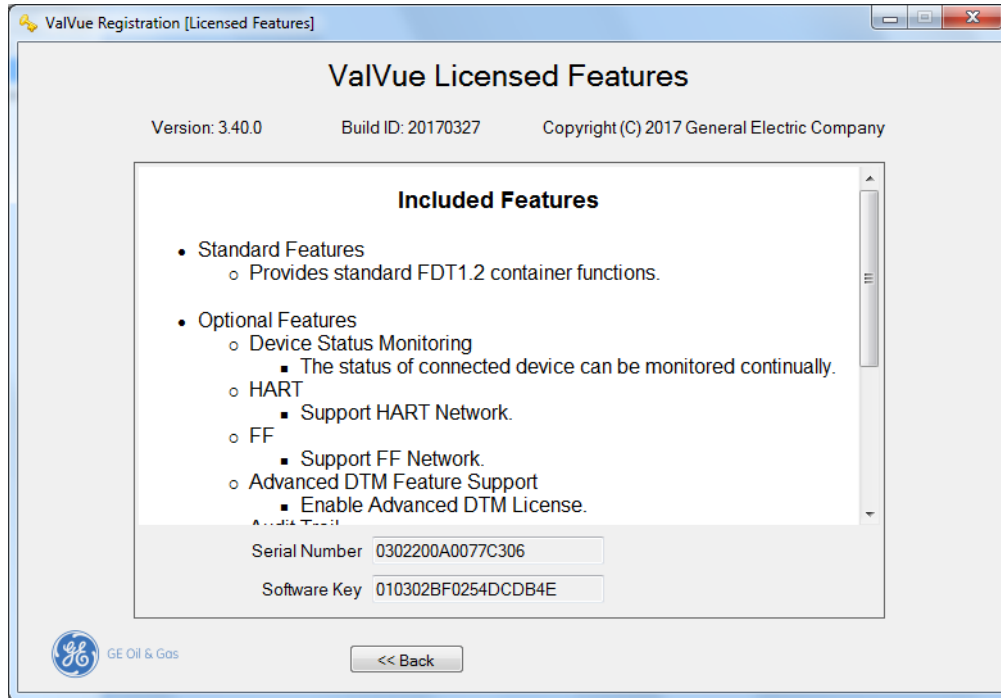 ValVue Registration [Licensed Features]
ValVue Licensed Features
Version: 3.40.0 Build ID: 20170327 Copyright (C) 2017 General Electric Company
Included Features
• Standard Features
o Provides standard FDT1.2 container functions.
• Optional Features
o Device Status Monitoring
▪ The status of connected device can be monitored continually.
o HART
▪ Support HART Network.
o FF
▪ Support FF Network.
o Advanced DTM Feature Support
▪ Enable Advanced DTM License.
Audit Trail
Serial Number 0302200A0077C306
Software Key 010302BF0254DCDB4E
GE Oil & Gas
<< Back